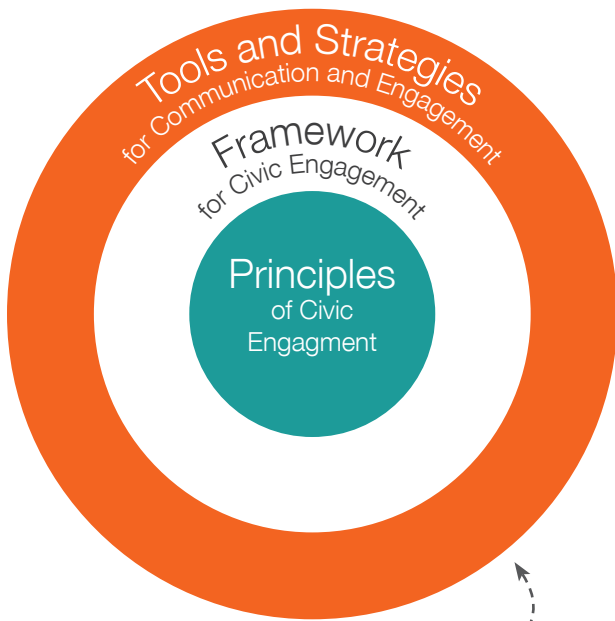 Tools and Strategies
for Communication and Engagement
Framework
for Civic Engagement
Principles
of Civic
Engagment